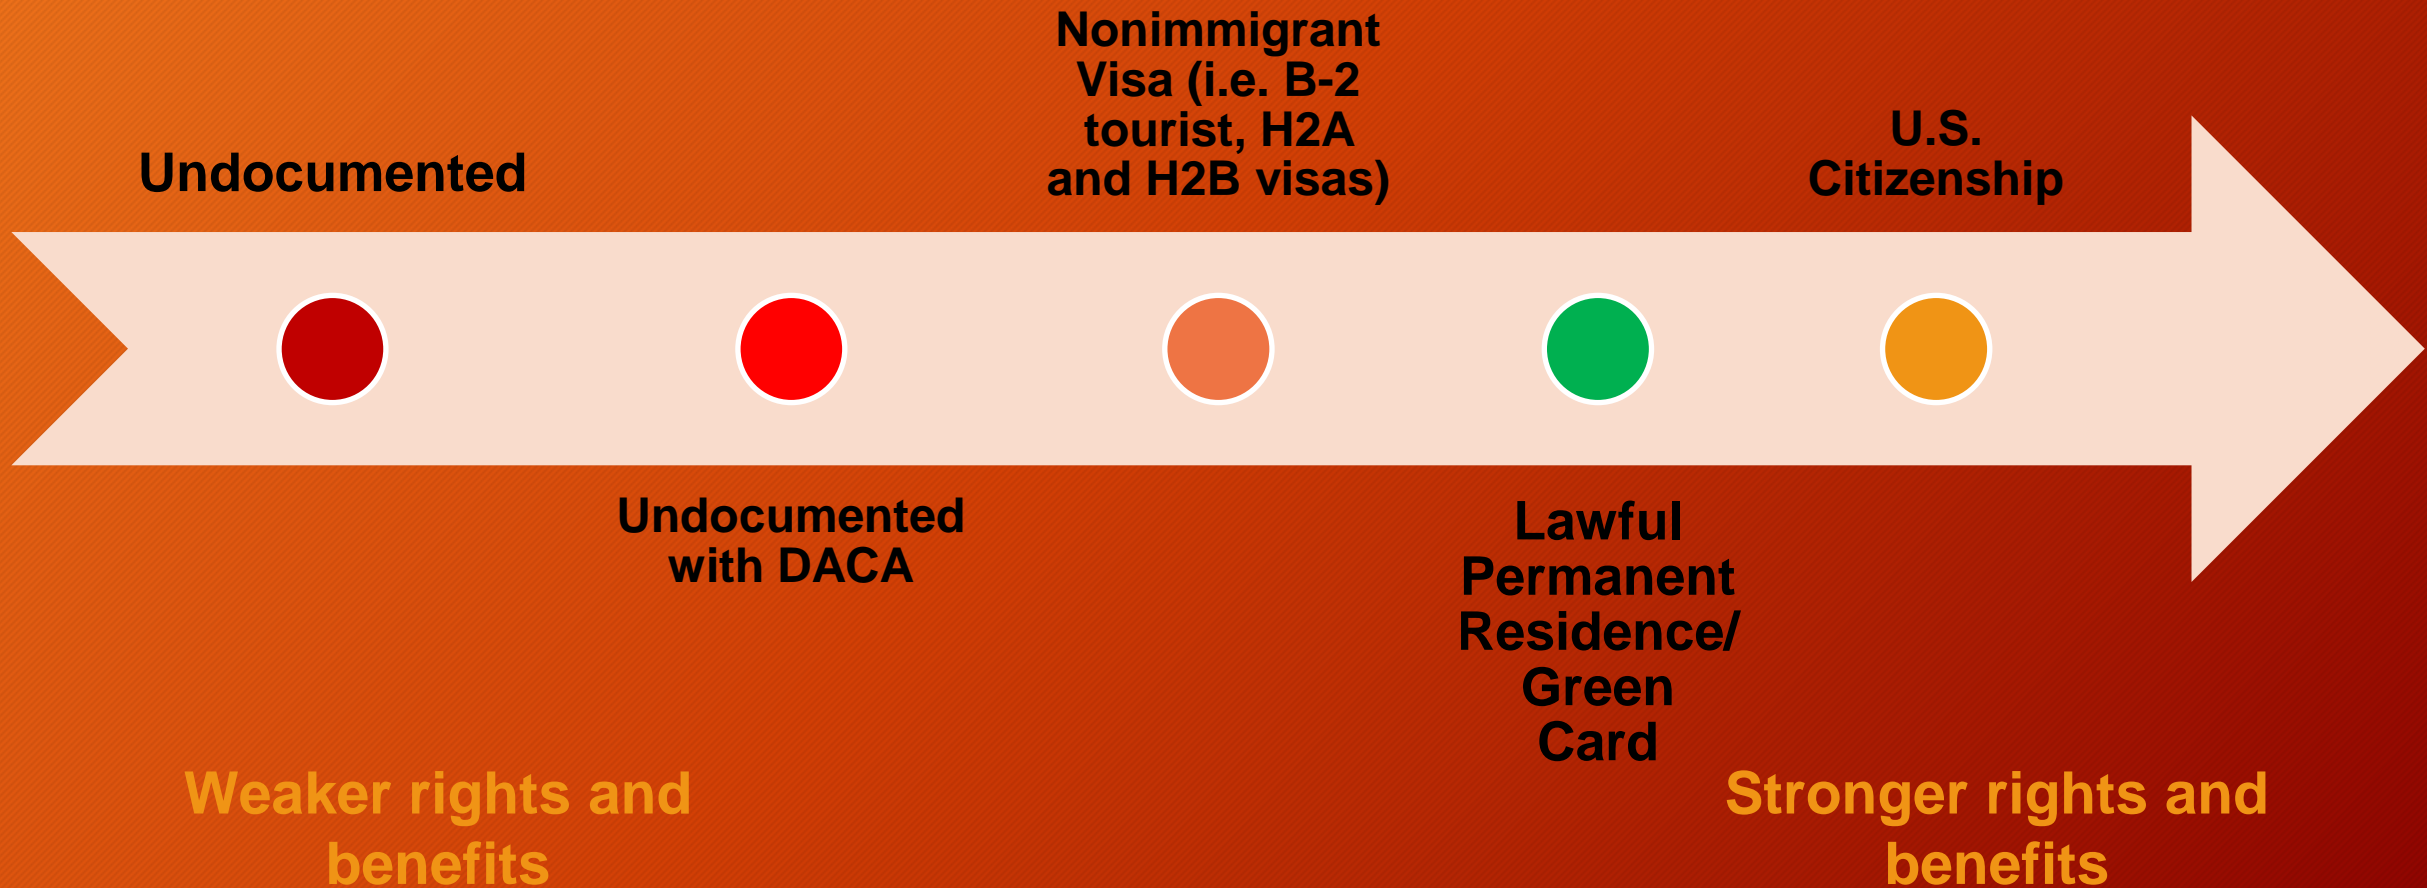 Undocumented
Nonimmigrant
Visa (i.e. B-2
tourist, H2A
and H2B visas)
U.S.
Citizenship
Undocumented
with DACA
Lawful
Permanent
Residence/
Green
Card
Weaker rights and
benefits
Stronger rights and
benefits